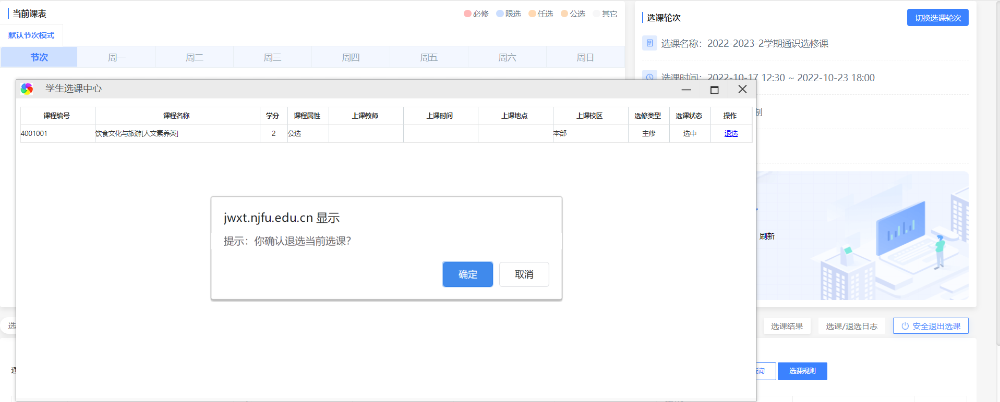 当前课表
必修 限选 任选 公选 其它
默认节次模式
节次 周一 周二 周三 周四 周五 周六 周日
选课轮次
切换选课轮次
选课名称：2022-2023-2学期通识选修课
选课时间：2022-10-17 12:30 ~ 2022-10-23 18:00
制
学生选课中心
课程编号 课程名称 学分 课程属性 上课教师 上课时间 上课地点 上课校区 选修类型 选课状态 操作
4001001 饮食文化与旅游[人文素养类] 2 公选 本部 主修 选中 退选
jwxt.njfu.edu.cn 显示
提示：你确认退选当前选课？
确定 取消
刷新
选
选课结果 选课/退选日志 安全退出选课
通
询 选课规则